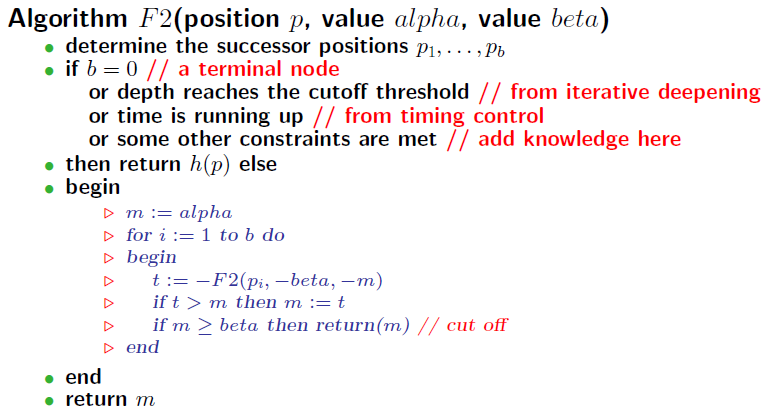 Algorithm F2(position p, value alpha, value beta)
• determine the successor positions p₁, . . . , p_b
• if b = 0 // a terminal node
or depth reaches the cutoff threshold // from iterative deepening
or time is running up // from timing control
or some other constraints are met // add knowledge here
• then return h(p) else
• begin
▷ m := alpha
▷ for i := 1 to b do
▷ begin
▷ t := −F2(p_i, −beta, −m)
▷ if t > m then m := t
▷ if m ≥ beta then return(m) // cut off
▷ end
• end
• return m